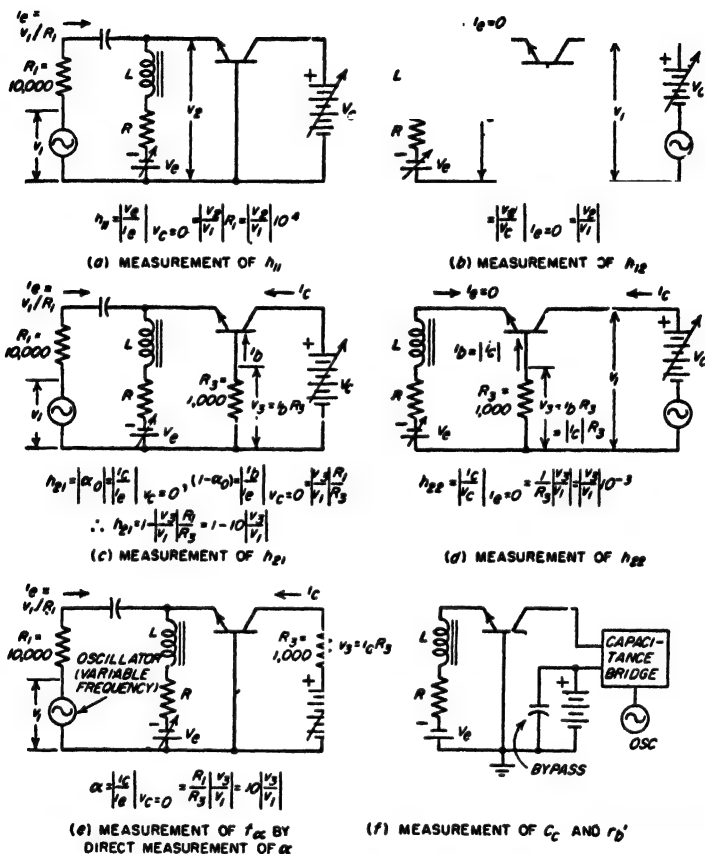 ie =
v1/R1
R1 =
10,000
v1
L
R
Ve
v2
+
Vc
h11 = |ve/ie| vc=0 = |v2/v1| R1 = |v2/v1| 10^4
(a) MEASUREMENT OF h11
ie=0
L
R
Ve
v1
+
Vc
= |ve/vc| ie=0 = |v2/v1|
(b) MEASUREMENT OF h12
ie =
v1/R1
R1 =
10,000
v1
L
R
Ve
ic
ib
R3 =
1,000
v3 = ib R3
+
Vc
h21 = |α0| = |ic/ie| vc=0, (1-α0) = |ib/ie| vc=0 = |v3/v1| R1/R3
∴ h21 = 1 - |v3/v1| R1/R3 = 1 - 10 |v3/v1|
(c) MEASUREMENT OF h21
ie=0
ic
L
R
Ve
ib = |ic|
R3 =
1,000
v3 = ib R3
= |ic| R3
v1
+
Vc
h22 = |ic/vc| ie=0 = 1/R3 |v3/v1| = |v3/v1| 10^-3
(d) MEASUREMENT OF h22
ie =
v1/R1
R1 =
10,000
OSCILLATOR
(VARIABLE
FREQUENCY)
v1
L
R
Ve
ic
R3 =
1,000
v3 = ic R3
α = |ic/ie| vc=0 = R1/R3 |v3/v1| = 10 |v3/v1|
(e) MEASUREMENT OF fα BY
DIRECT MEASUREMENT OF α
L
R
Ve
+
CAPACI-
TANCE
BRIDGE
OSC
BYPASS
(f) MEASUREMENT OF Cc AND rb'